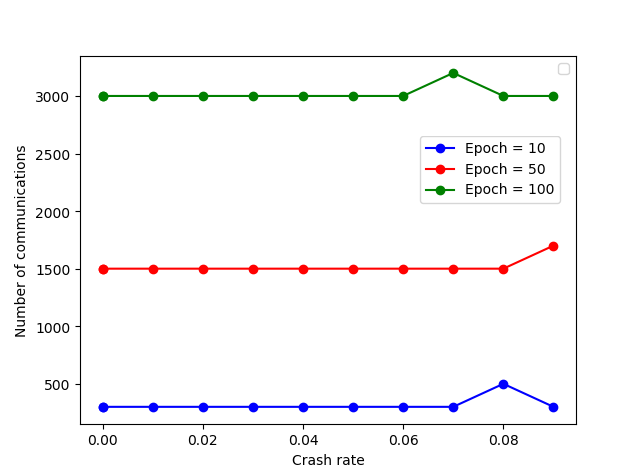 3000
2500
2000
1500
1000
500
Number of communications
Epoch = 10
Epoch = 50
Epoch = 100
0.00 0.02 0.04 0.06 0.08
Crash rate